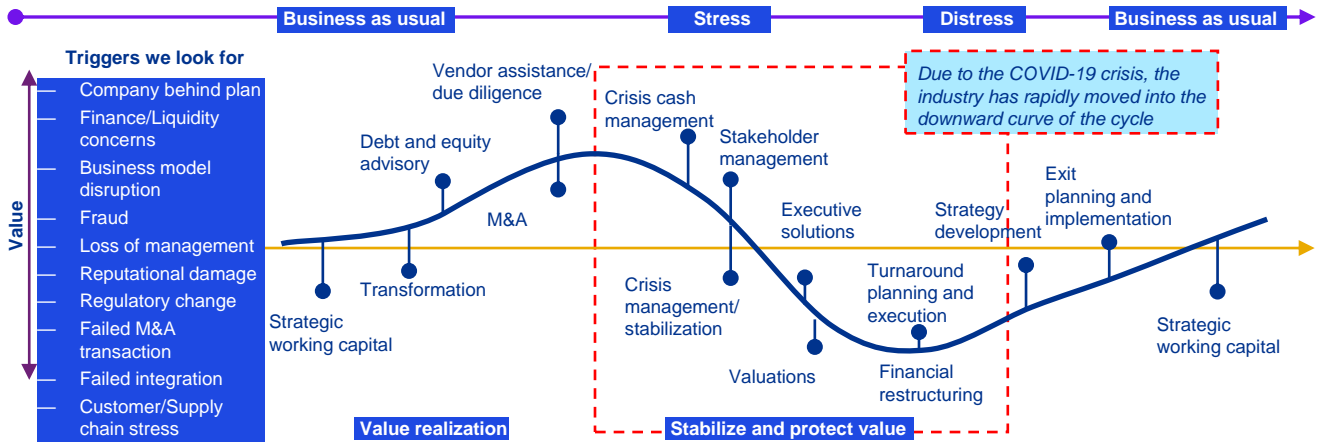 Business as usual
Stress
Distress
Business as usual
Triggers we look for
Value
Company behind plan
Finance/Liquidity
concerns
Business model
disruption
Fraud
Loss of management
Reputational damage
Regulatory change
Failed M&A
transaction
Failed integration
Customer/Supply
chain stress
Strategic
working capital
Transformation
Debt and equity
advisory
Vendor assistance/
due diligence
M&A
Crisis cash
management
Stakeholder
management
Crisis
management/
stabilization
Executive
solutions
Valuations
Turnaround
planning and
execution
Financial
restructuring
Strategy
development
Exit
planning and
implementation
Strategic
working capital
Due to the COVID-19 crisis, the
industry has rapidly moved into the
downward curve of the cycle
Value realization
Stabilize and protect value